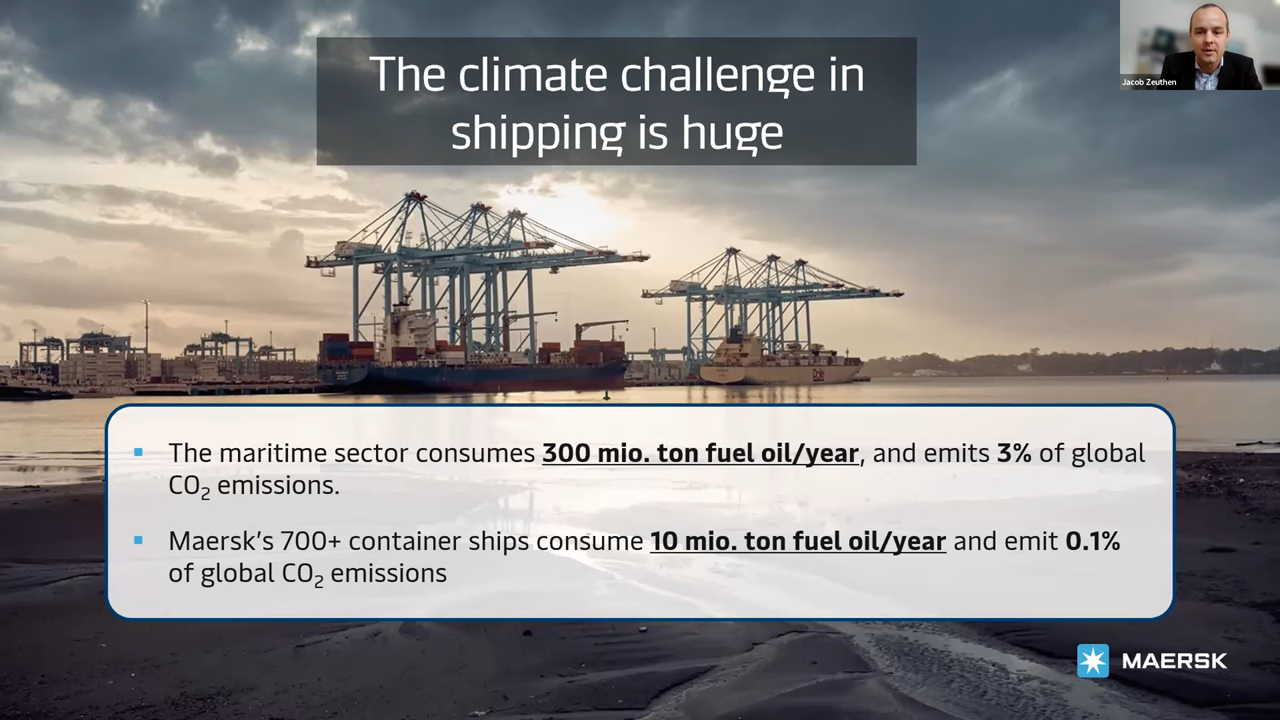 The climate challenge in
shipping is huge
Jacob Zeuthen
▪ The maritime sector consumes 300 mio. ton fuel oil/year, and emits 3% of global
CO₂ emissions.
▪ Maersk’s 700+ container ships consume 10 mio. ton fuel oil/year and emit 0.1%
of global CO₂ emissions
MAERSK